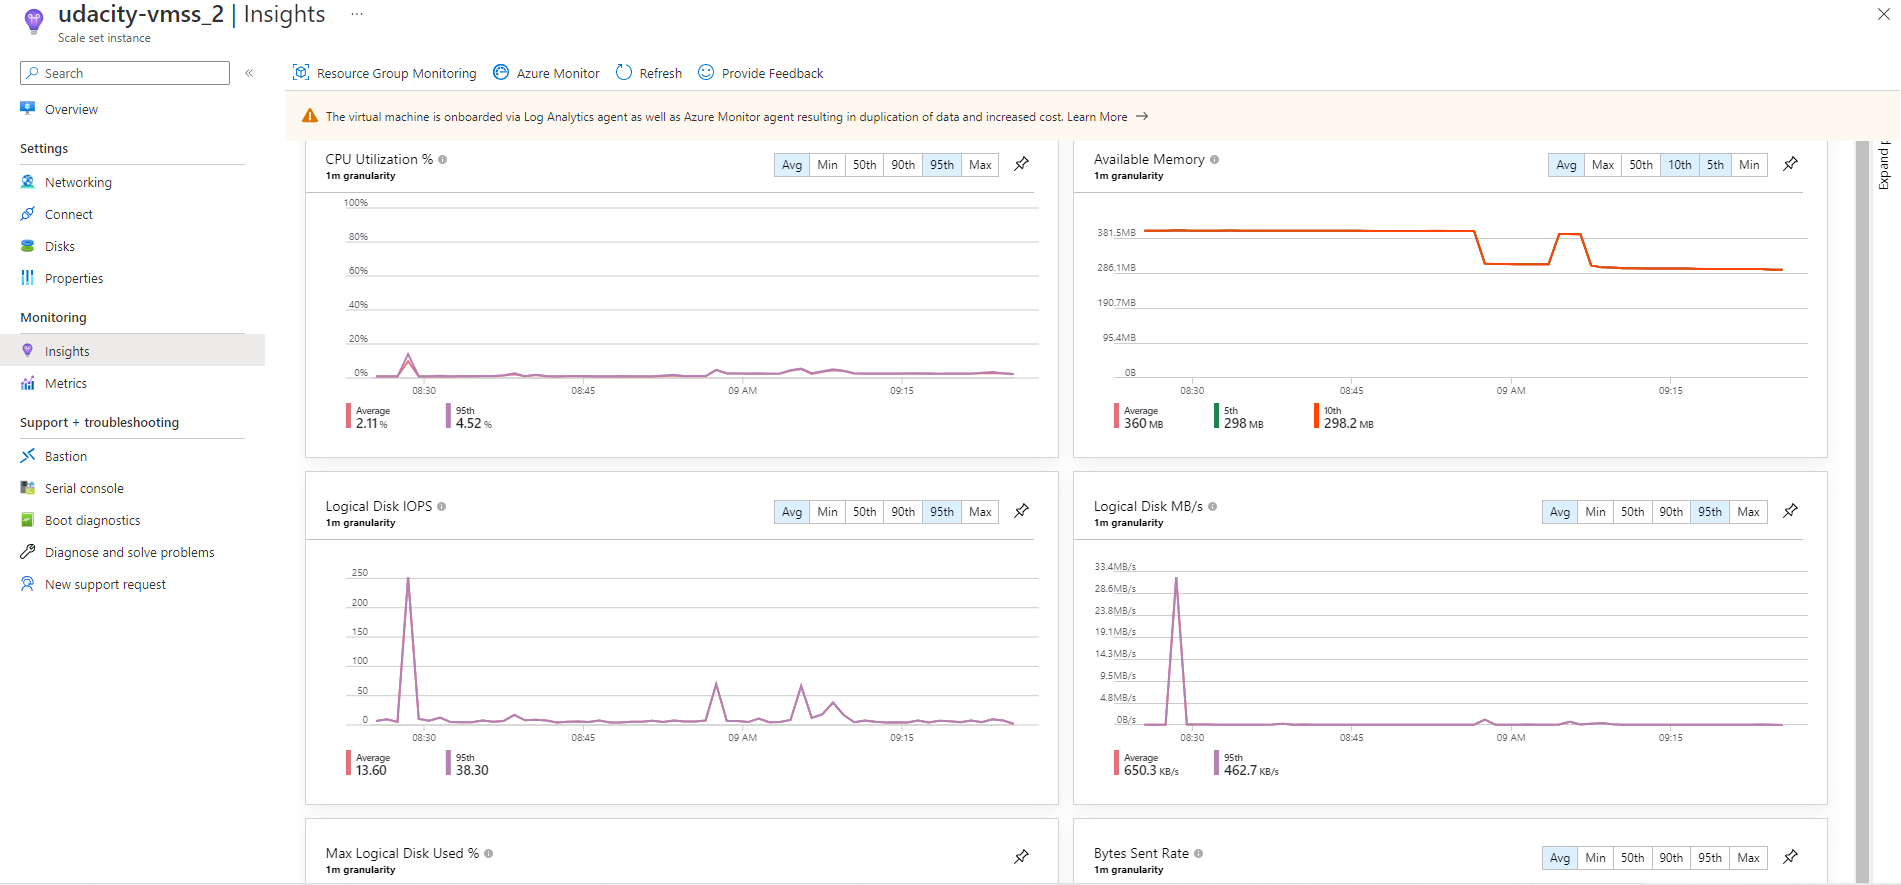 udacity-vmss_2 | Insights ...
Scale set instance
Search
«
Overview
Settings
Networking
Connect
Disks
Properties
Monitoring
Insights
Metrics
Support + troubleshooting
Bastion
Serial console
Boot diagnostics
Diagnose and solve problems
New support request
Resource Group Monitoring Azure Monitor Refresh Provide Feedback
The virtual machine is onboarded via Log Analytics agent as well as Azure Monitor agent resulting in duplication of data and increased cost. Learn More →
CPU Utilization %
1m granularity
Avg Min 50th 90th 95th Max
100%
80%
60%
40%
20%
0%
08:30 08:45 09 AM 09:15
Average 95th
2.11 % 4.52 %
Available Memory
1m granularity
Avg Max 50th 10th 5th Min
381.5MB
286.1MB
190.7MB
95.4MB
0B
08:30 08:45 09 AM 09:15
Average 5th 10th
360 MB 298 MB 298.2 MB
Expand
Logical Disk IOPS
1m granularity
Avg Min 50th 90th 95th Max
250
200
150
100
50
0
08:30 08:45 09 AM 09:15
Average 95th
13.60 38.30
Logical Disk MB/s
1m granularity
Avg Min 50th 90th 95th Max
33.4MB/s
28.6MB/s
23.8MB/s
19.1MB/s
14.3MB/s
9.5MB/s
4.8MB/s
0B/s
08:30 08:45 09 AM 09:15
Average 95th
650.3 KB/s 462.7 KB/s
Max Logical Disk Used %
1m granularity
Bytes Sent Rate
1m granularity
Avg Min 50th 90th 95th Max